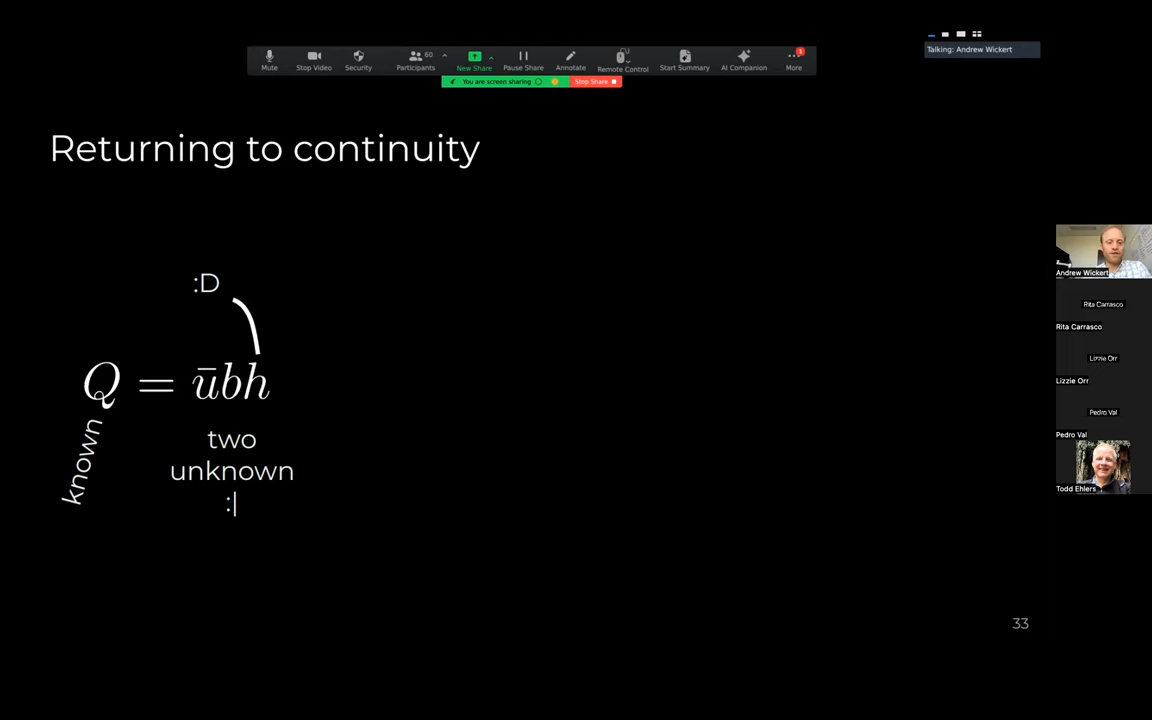 Talking: Andrew Wickert
60
1
Mute
Stop Video
Security
Participants
New Share
Pause Share
Annotate
Remote Control
Start Summary
AI Companion
More
You are screen sharing
Stop Share
Returning to continuity
:D
Q = ūbh
known
two
unknown
:|
Andrew Wickert
Rita Carrasco
Rita Carrasco
Lizzie Orr
Lizzie Orr
Pedro Val
Pedro Val
Todd Ehlers
33